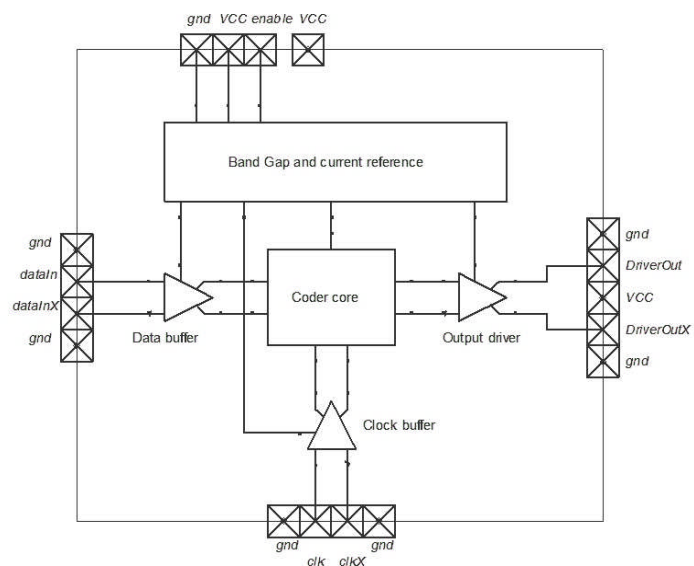 gnd VCC enable VCC
Band Gap and current reference
gnd
dataIn
dataInX
gnd
Data buffer
Coder core
Output driver
gnd
DriverOut
VCC
DriverOutX
gnd
Clock buffer
gnd clk clkX gnd